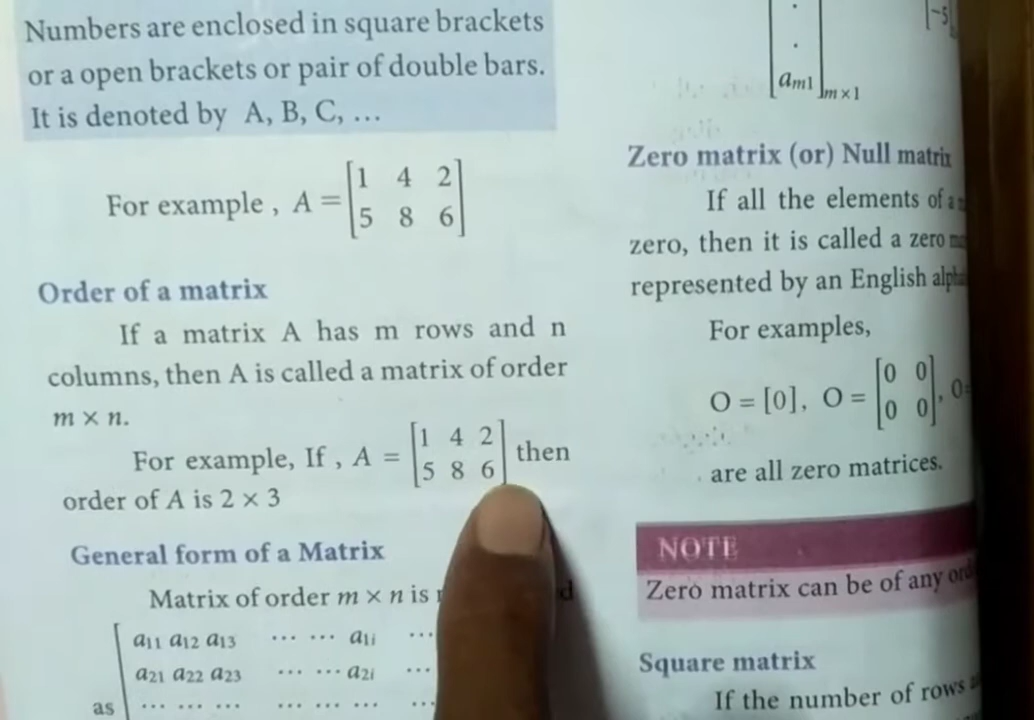 Numbers are enclosed in square brackets
or a open brackets or pair of double bars.
It is denoted by A, B, C, ...
For example , A = [1 4 2
5 8 6]
Order of a matrix
If a matrix A has m rows and n
columns, then A is called a matrix of order
m × n.
For example, If , A = [1 4 2
5 8 6] then
order of A is 2 × 3
General form of a Matrix
Matrix of order m × n is
a11 a12 a13 ... ... a1i ...
a21 a22 a23 ... ... a2i ...
as ... ... ... ... ... ... ...
[-5
.
.
am1]m×1
Zero matrix (or) Null matrix
If all the elements of a
zero, then it is called a zero
represented by an English
For examples,
O = [0], O = [0 0
0 0], O=
are all zero matrices.
NOTE
Zero matrix can be of any
Square matrix
If the number of rows